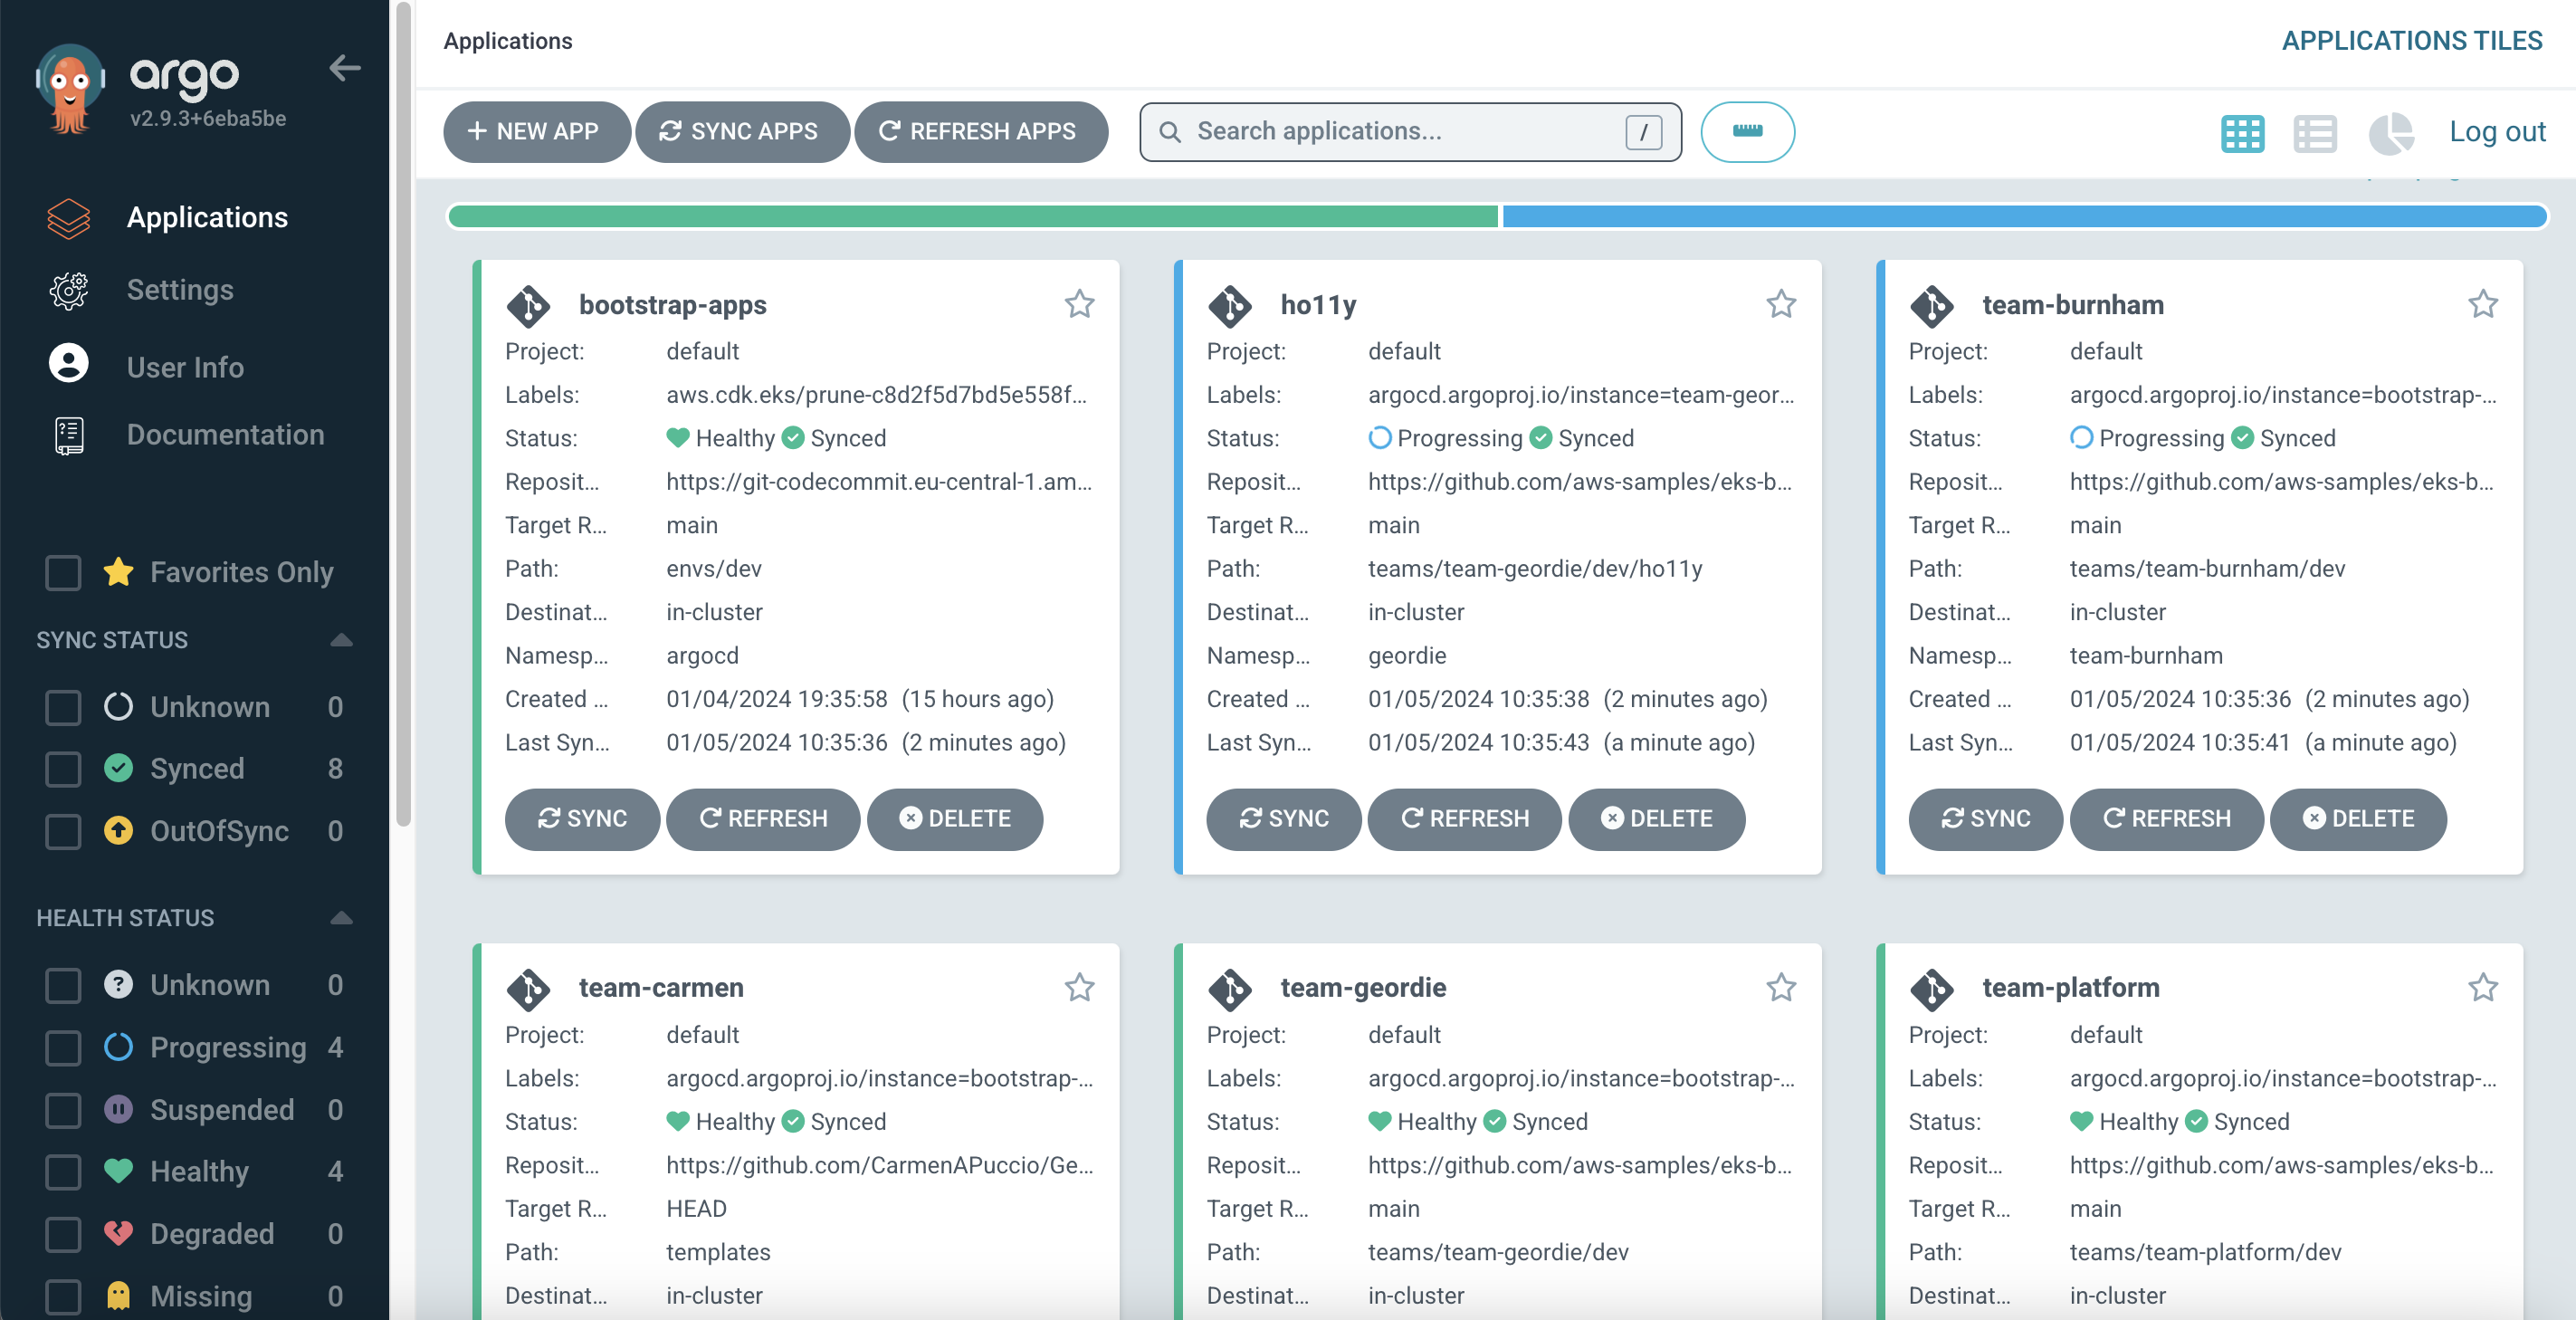 argo
v2.9.3+6eba5be
Applications
Settings
User Info
Documentation
Favorites Only
SYNC STATUS
Unknown 0
Synced 8
OutOfSync 0
HEALTH STATUS
Unknown 0
Progressing 4
Suspended 0
Healthy 4
Degraded 0
Missing 0
Applications
APPLICATIONS TILES
+ NEW APP SYNC APPS REFRESH APPS Search applications... / Log out
bootstrap-apps
Project: default
Labels: aws.cdk.eks/prune-c8d2f5d7bd5e558f...
Status: Healthy Synced
Reposit... https://git-codecommit.eu-central-1.am...
Target R... main
Path: envs/dev
Destinat... in-cluster
Namesp... argocd
Created ... 01/04/2024 19:35:58 (15 hours ago)
Last Syn... 01/05/2024 10:35:36 (2 minutes ago)
SYNC REFRESH DELETE
ho11y
Project: default
Labels: argocd.argoproj.io/instance=team-geor...
Status: Progressing Synced
Reposit... https://github.com/aws-samples/eks-b...
Target R... main
Path: teams/team-geordie/dev/ho11y
Destinat... in-cluster
Namesp... geordie
Created ... 01/05/2024 10:35:38 (2 minutes ago)
Last Syn... 01/05/2024 10:35:43 (a minute ago)
SYNC REFRESH DELETE
team-burnham
Project: default
Labels: argocd.argoproj.io/instance=bootstrap-...
Status: Progressing Synced
Reposit... https://github.com/aws-samples/eks-b...
Target R... main
Path: teams/team-burnham/dev
Destinat... in-cluster
Namesp... team-burnham
Created ... 01/05/2024 10:35:36 (2 minutes ago)
Last Syn... 01/05/2024 10:35:41 (a minute ago)
SYNC REFRESH DELETE
team-carmen
Project: default
Labels: argocd.argoproj.io/instance=bootstrap-...
Status: Healthy Synced
Reposit... https://github.com/CarmenAPuccio/Ge...
Target R... HEAD
Path: templates
Destinat... in-cluster
team-geordie
Project: default
Labels: argocd.argoproj.io/instance=bootstrap-...
Status: Healthy Synced
Reposit... https://github.com/aws-samples/eks-b...
Target R... main
Path: teams/team-geordie/dev
Destinat... in-cluster
team-platform
Project: default
Labels: argocd.argoproj.io/instance=bootstrap-...
Status: Healthy Synced
Reposit... https://github.com/aws-samples/eks-b...
Target R... main
Path: teams/team-platform/dev
Destinat... in-cluster